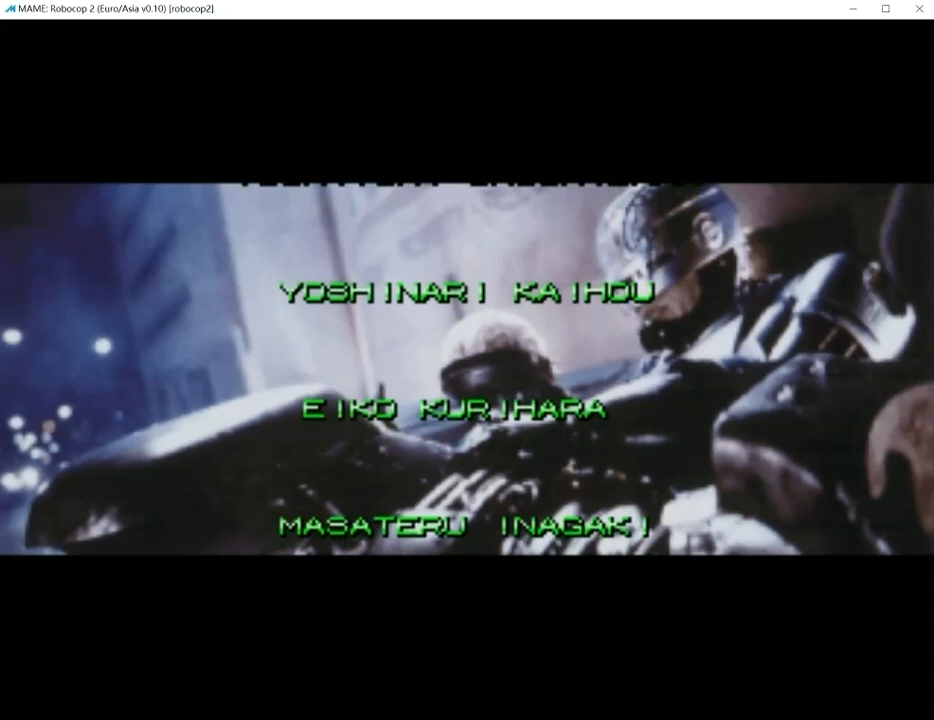 MAME: Robocop 2 (Euro/Asia v0.10) [robocop2]
YOSHINARI KAIHOU
EIKO KURIHARA
MASATERU INAGAKI